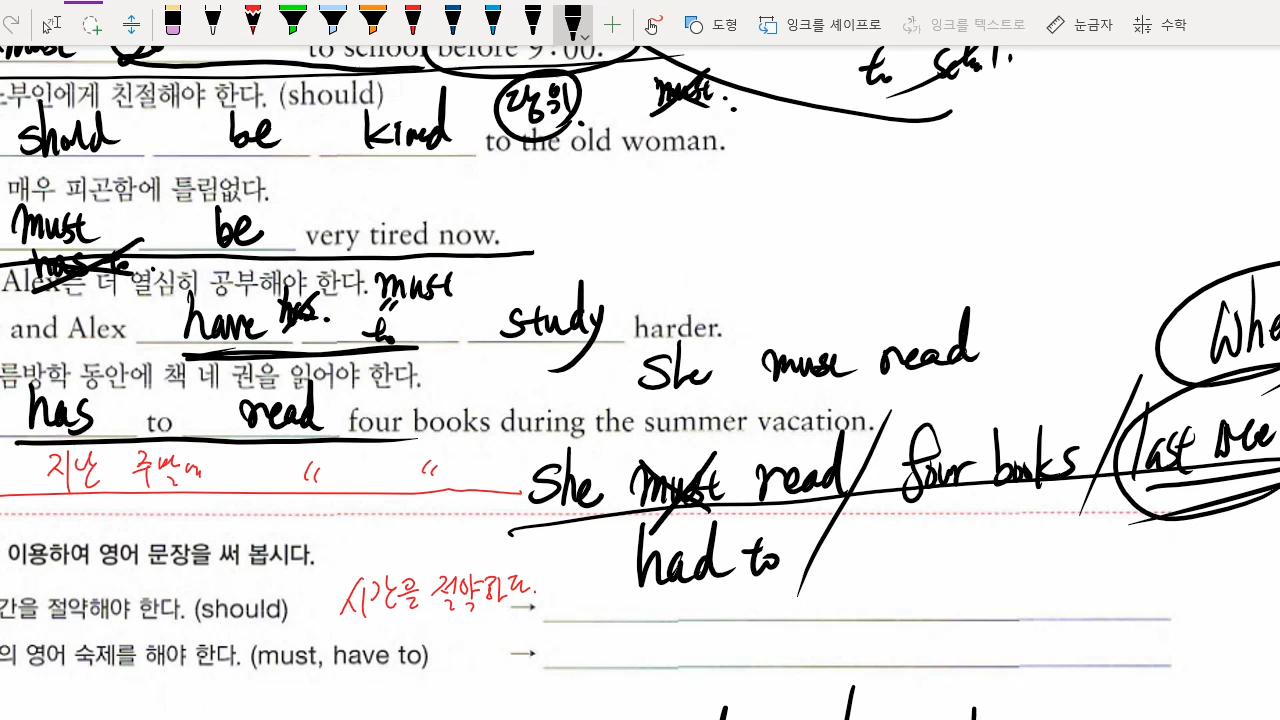 도형 잉크를 셰이프로 잉크를 텍스트로 눈금자 수학
must to school before 9:00.
to
노부인에게 친절해야 한다. (should) must
should be kind to the old woman.
매우 피곤함에 틀림없다.
must be very tired now.
has to
Alex는 더 열심히 공부해야 한다. must
and Alex have has to study harder.
름방학 동안에 책 네 권을 읽어야 한다. She must read
has to read four books during the summer vacation.
지난 주말에 〃 〃
She must read / four books / last
had to
이용하여 영어 문장을 써 봅시다.
시간을 절약하다.
간을 절약해야 한다. (should) →
의 영어 숙제를 해야 한다. (must, have to) →